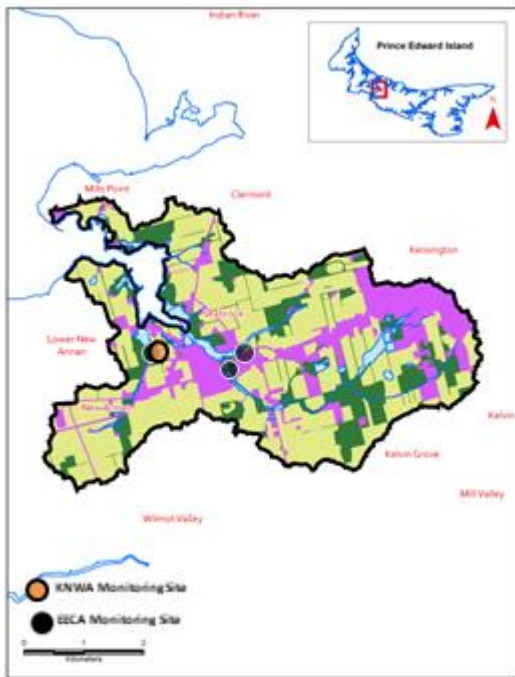 Indian River
Prince Edward Island
N
Mills Point
Clermont
Kensington
Lower New
Annan
Kelvin
Kelvin Grove
Mill Valley
Wilmot Valley
KNWA Monitoring Site
EECA Monitoring Site
0 1 2
Kilometers